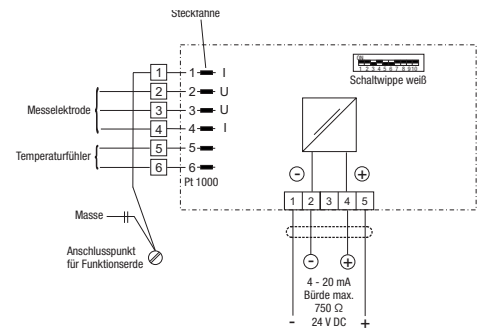 Steckfahne
ON
1 2 3 4 5 6 7 8 9 10
Schaltwippe weiß
1 1 I
2 2 U
Messelektrode
3 3 U
4 4 I
5 5
Temperaturfühler
6 6
Pt 1000
- +
1 2 3 4 5
Masse
Anschlusspunkt
für Funktionserde
- +
4 - 20 mA
Bürde max.
750 Ω
- 24 V DC +